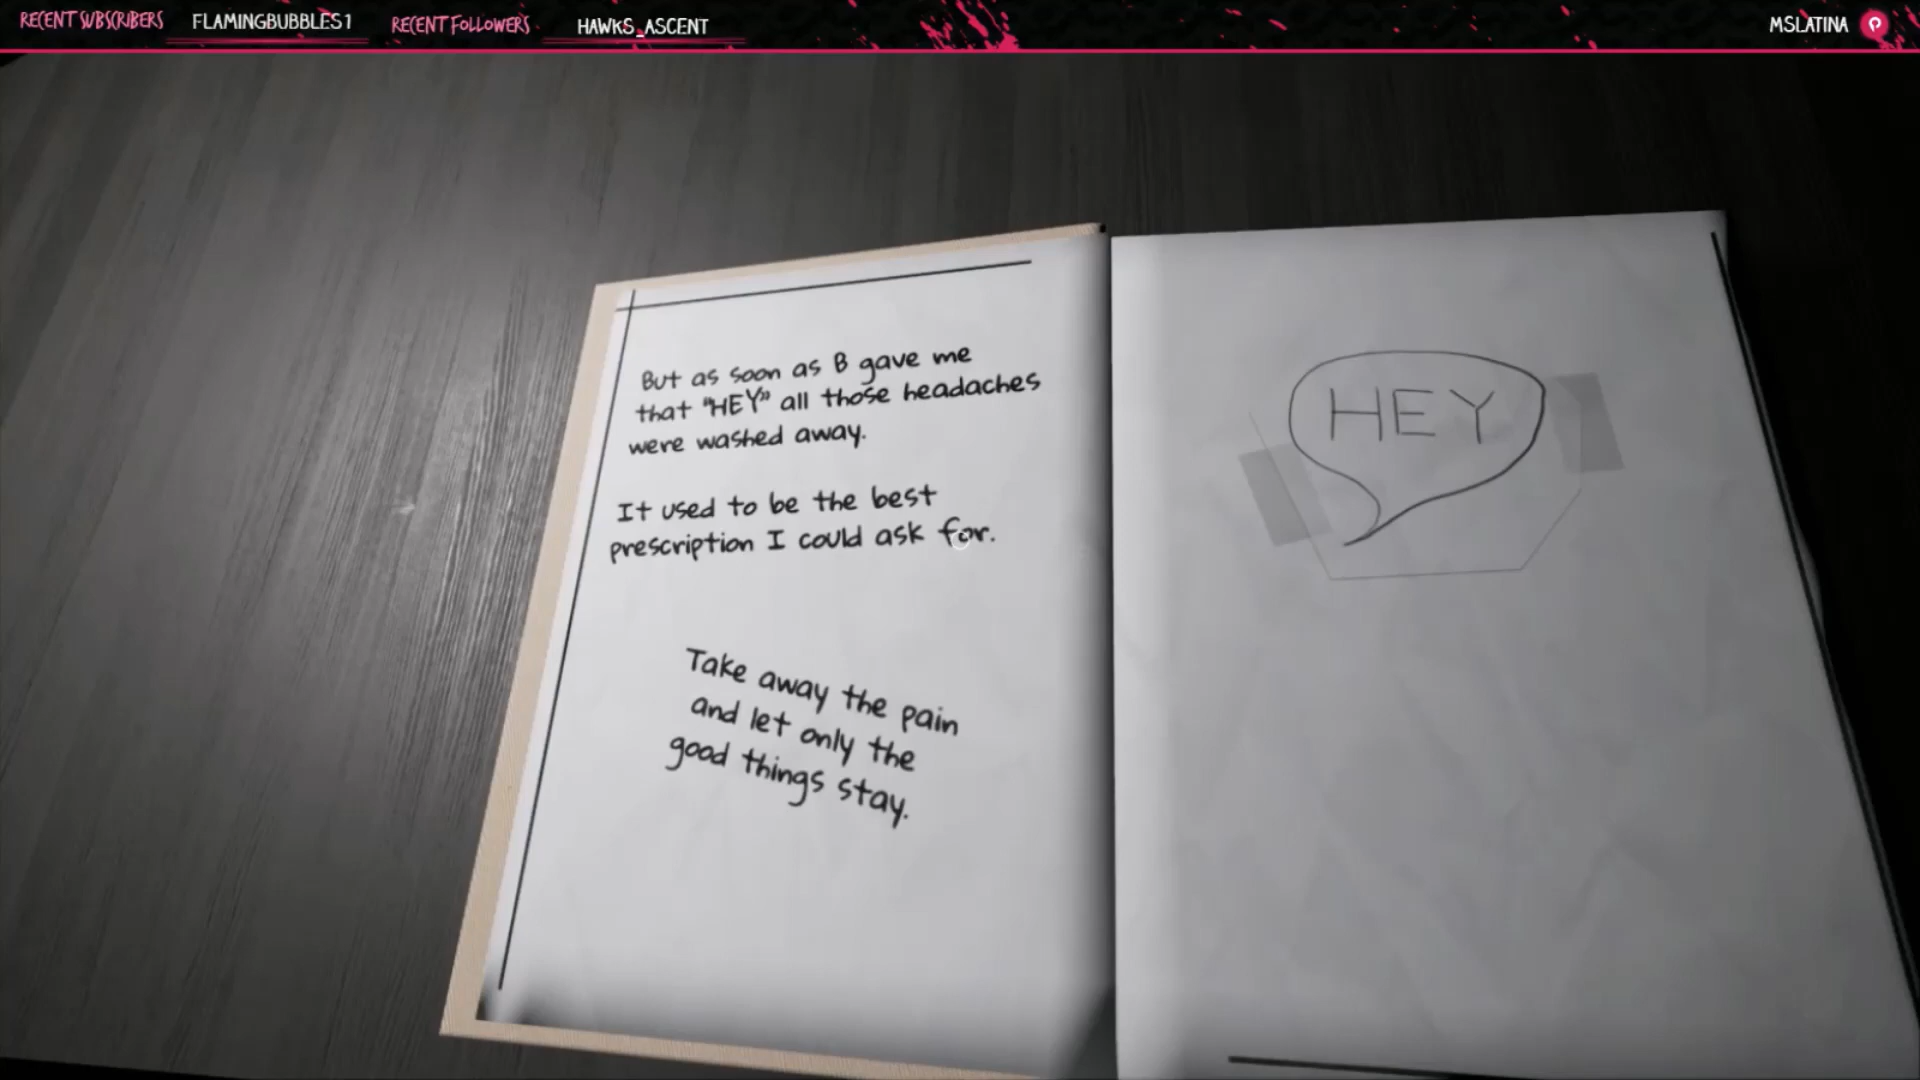 RECENT SUBSCRIBERS FLAMINGBUBBLES1 RECENT FOLLOWERS HAWKS_ASCENT MSLATINA
But as soon as B gave me
that "HEY" all those headaches
were washed away.
It used to be the best
prescription I could ask for.
Take away the pain
and let only the
good things stay.
HEY